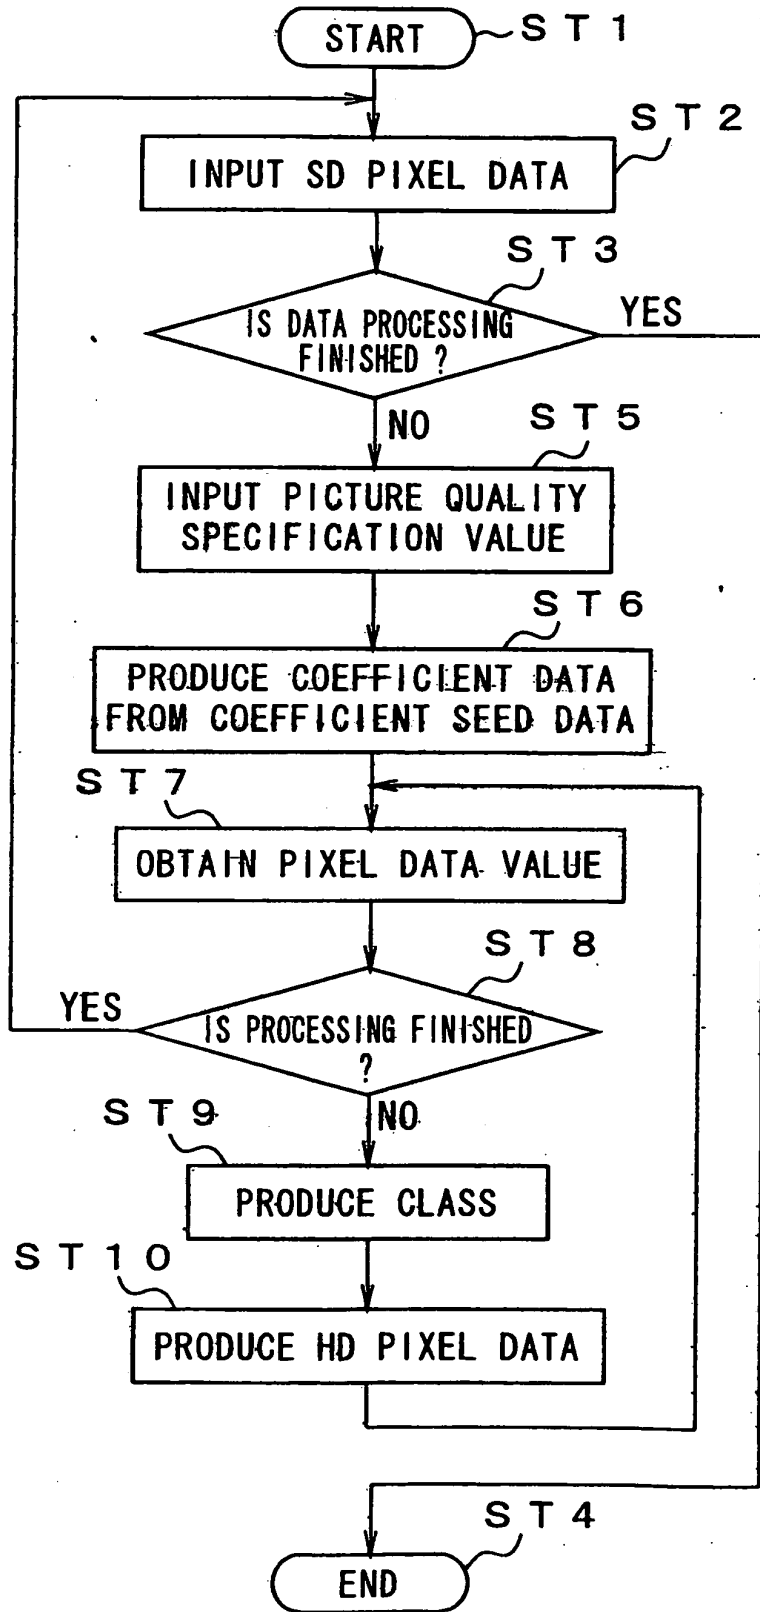 START
ST1
ST2
INPUT SD PIXEL DATA
ST3
IS DATA PROCESSING
FINISHED ?
YES
NO
ST5
INPUT PICTURE QUALITY
SPECIFICATION VALUE
ST6
PRODUCE COEFFICIENT DATA
FROM COEFFICIENT SEED DATA
ST7
OBTAIN PIXEL DATA VALUE
ST8
YES
IS PROCESSING FINISHED
?
NO
ST9
PRODUCE CLASS
ST10
PRODUCE HD PIXEL DATA
ST4
END